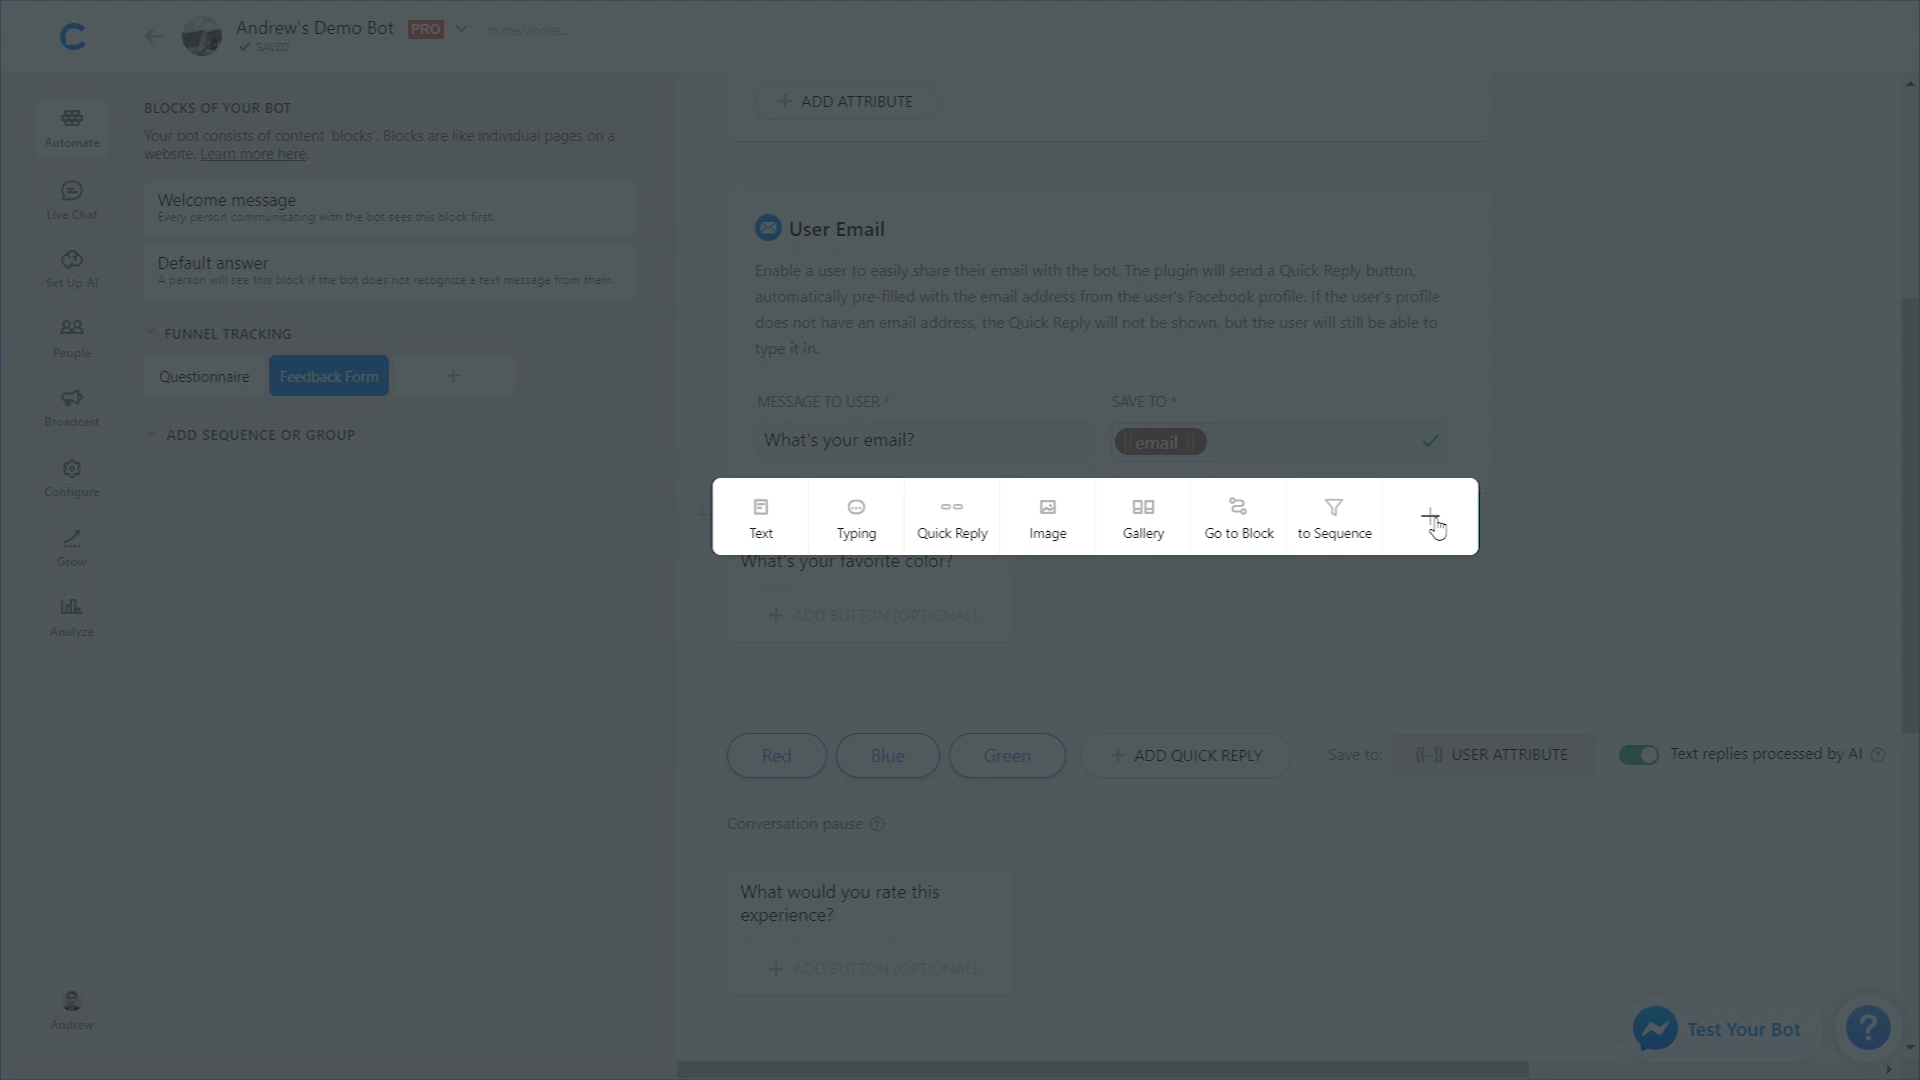 Andrew's Demo Bot PRO
m.me/andre...
SAVED
Automate
Live Chat
Set Up AI
People
Broadcast
Configure
Grow
Analyze
Andrew
BLOCKS OF YOUR BOT
Your bot consists of content 'blocks'. Blocks are like individual pages on a
website. Learn more here.
Welcome message
Every person communicating with the bot sees this block first.
Default answer
A person will see this block if the bot does not recognize a text message from them.
FUNNEL TRACKING
Questionnaire Feedback Form +
+ ADD SEQUENCE OR GROUP
+ ADD ATTRIBUTE
User Email
Enable a user to easily share their email with the bot. The plugin will send a Quick Reply button,
automatically pre-filled with the email address from the user's Facebook profile. If the user's profile
does not have an email address, the Quick Reply will not be shown, but the user will still be able to
type it in.
MESSAGE TO USER * SAVE TO *
What's your email? {{email}}
Text Typing Quick Reply Image Gallery Go to Block to Sequence +
What's your favorite color?
+ ADD BUTTON (OPTIONAL)
Red Blue Green + ADD QUICK REPLY Save to: {{...}} USER ATTRIBUTE Text replies processed by AI ?
Conversation pause ?
What would you rate this
experience?
+ ADD BUTTON (OPTIONAL)
Test Your Bot ?